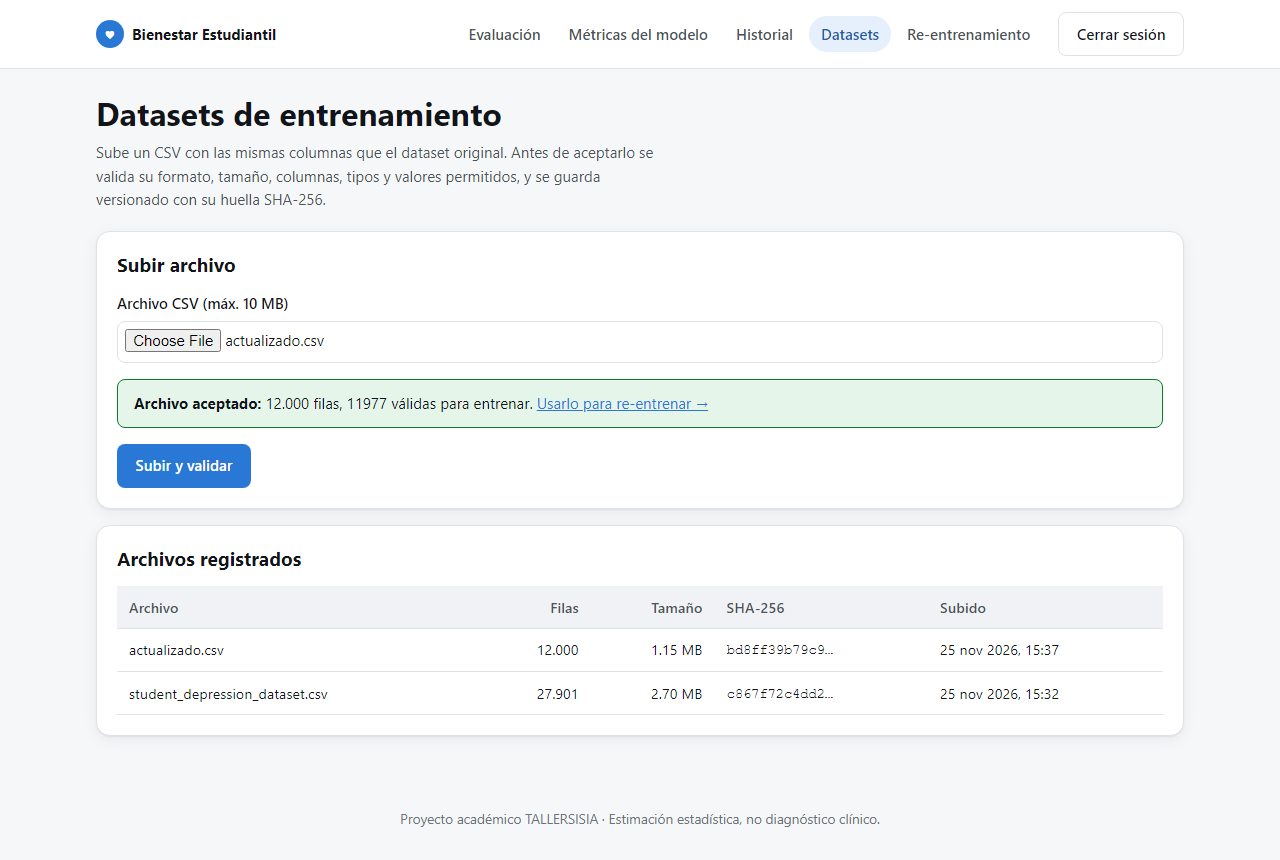 Bienestar Estudiantil
Evaluación
Métricas del modelo
Historial
Datasets
Re-entrenamiento
Cerrar sesión
Datasets de entrenamiento
Sube un CSV con las mismas columnas que el dataset original. Antes de aceptarlo se
valida su formato, tamaño, columnas, tipos y valores permitidos, y se guarda
versionado con su huella SHA-256.
Subir archivo
Archivo CSV (máx. 10 MB)
Choose File actualizado.csv
Archivo aceptado: 12.000 filas, 11977 válidas para entrenar. Usarlo para re-entrenar →
Subir y validar
Archivos registrados
Archivo Filas Tamaño SHA-256 Subido
actualizado.csv 12.000 1.15 MB bd8ff39b79c9… 25 nov 2026, 15:37
student_depression_dataset.csv 27.901 2.70 MB c867f72c4dd2… 25 nov 2026, 15:32
Proyecto académico TALLERSISIA · Estimación estadística, no diagnóstico clínico.